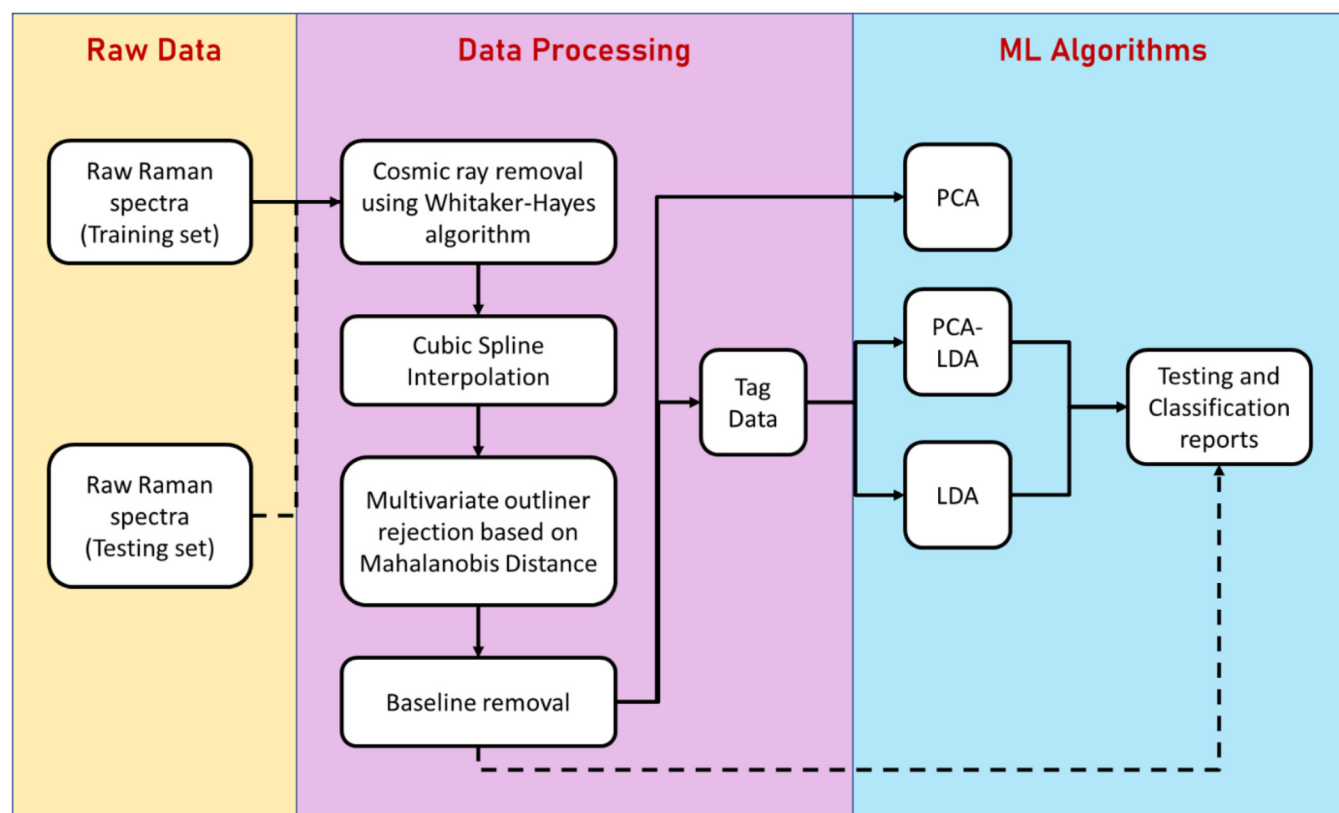 Raw Data
Data Processing
ML Algorithms
Raw Raman
spectra
(Training set)
Raw Raman
spectra
(Testing set)
Cosmic ray removal
using Whitaker-Hayes
algorithm
Cubic Spline
Interpolation
Multivariate outliner
rejection based on
Mahalanobis Distance
Baseline removal
Tag
Data
PCA
PCA-
LDA
LDA
Testing and
Classification
reports